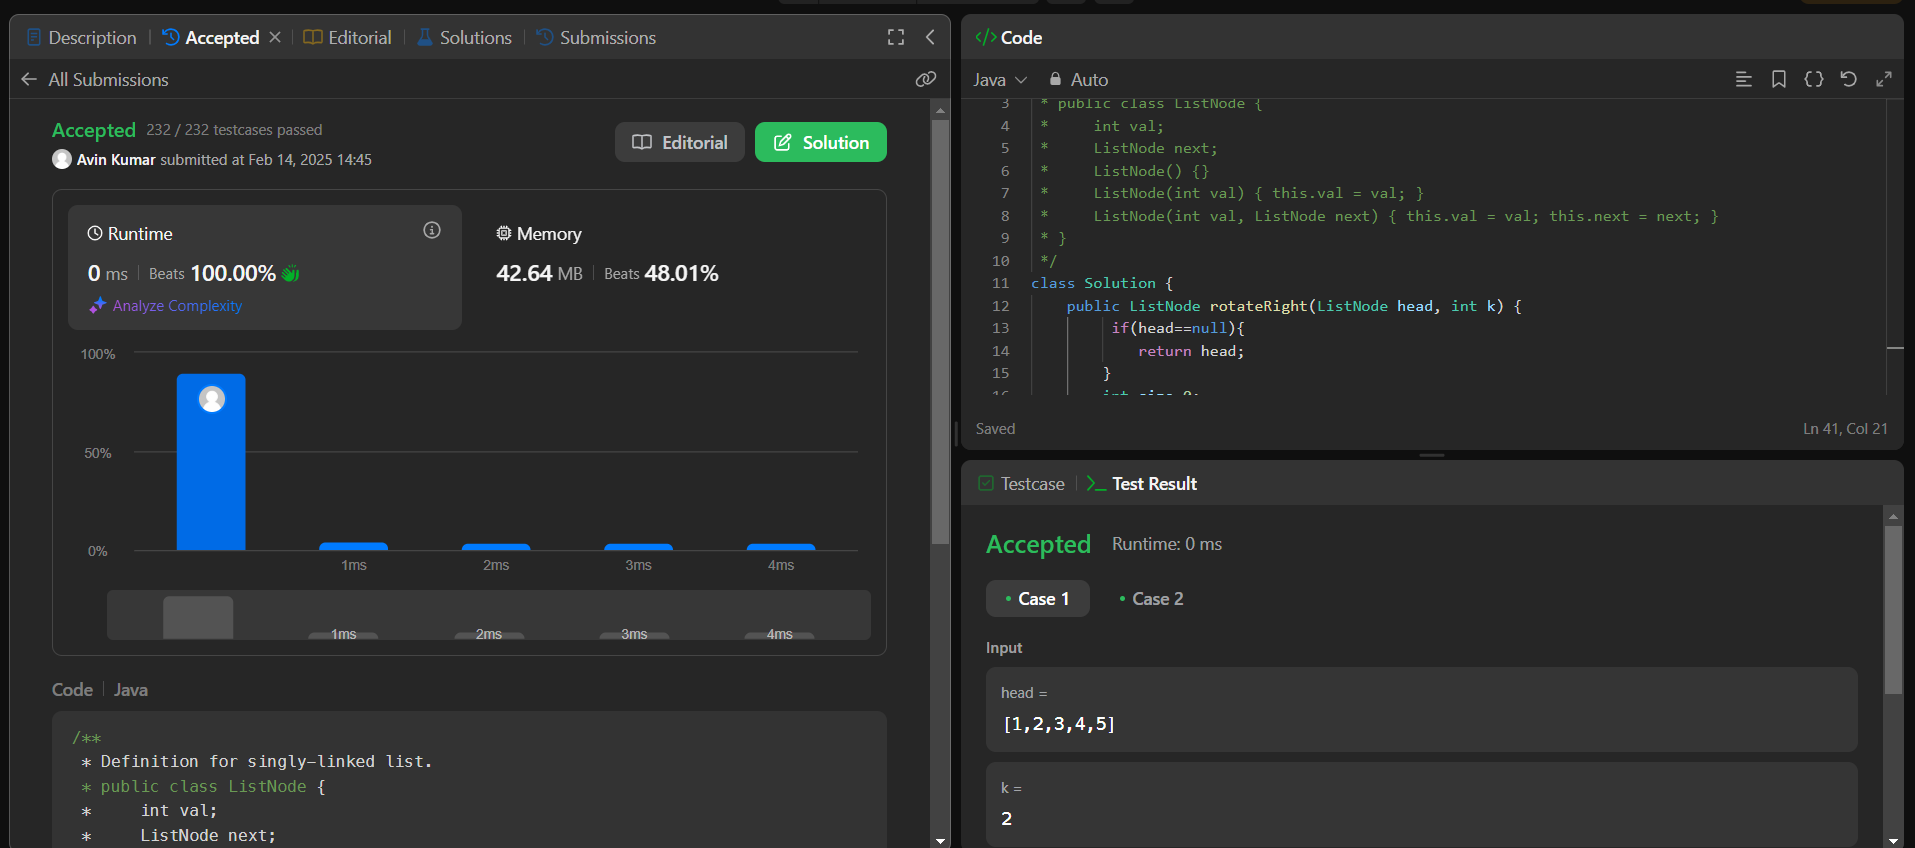 Description
Accepted
Editorial
Solutions
Submissions
All Submissions
Accepted 232 / 232 testcases passed
Avin Kumar submitted at Feb 14, 2025 14:45
Editorial
Solution
Runtime
0 ms Beats 100.00%
Analyze Complexity
Memory
42.64 MB Beats 48.01%
100%
50%
0%
1ms 2ms 3ms 4ms
1ms 2ms 3ms 4ms
Code Java
/**
* Definition for singly-linked list.
* public class ListNode {
*     int val;
*     ListNode next;
</> Code
Java Auto
3 * public class ListNode {
4 *     int val;
5 *     ListNode next;
6 *     ListNode() {}
7 *     ListNode(int val) { this.val = val; }
8 *     ListNode(int val, ListNode next) { this.val = val; this.next = next; }
9 * }
10 */
11 class Solution {
12     public ListNode rotateRight(ListNode head, int k) {
13          if(head==null){
14             return head;
15         }
16         int size
Saved
Ln 41, Col 21
Testcase
Test Result
Accepted Runtime: 0 ms
Case 1
Case 2
Input
head =
[1,2,3,4,5]
k =
2